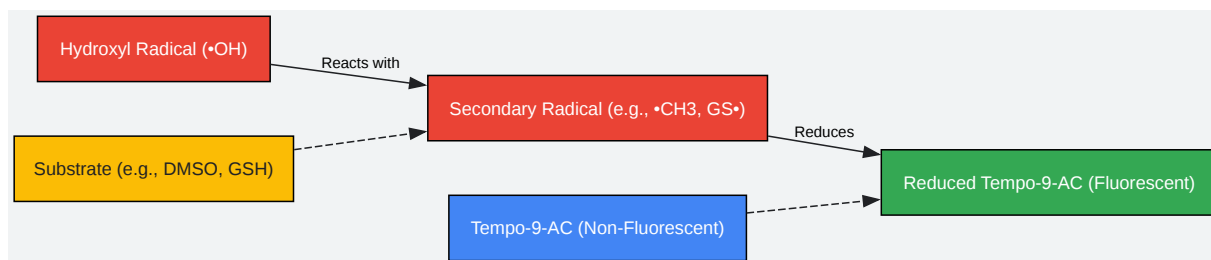 Hydroxyl Radical (•OH)
Reacts with
Secondary Radical (e.g., •CH3, GS•)
Substrate (e.g., DMSO, GSH)
Reduces
Reduced Tempo-9-AC (Fluorescent)
Tempo-9-AC (Non-Fluorescent)